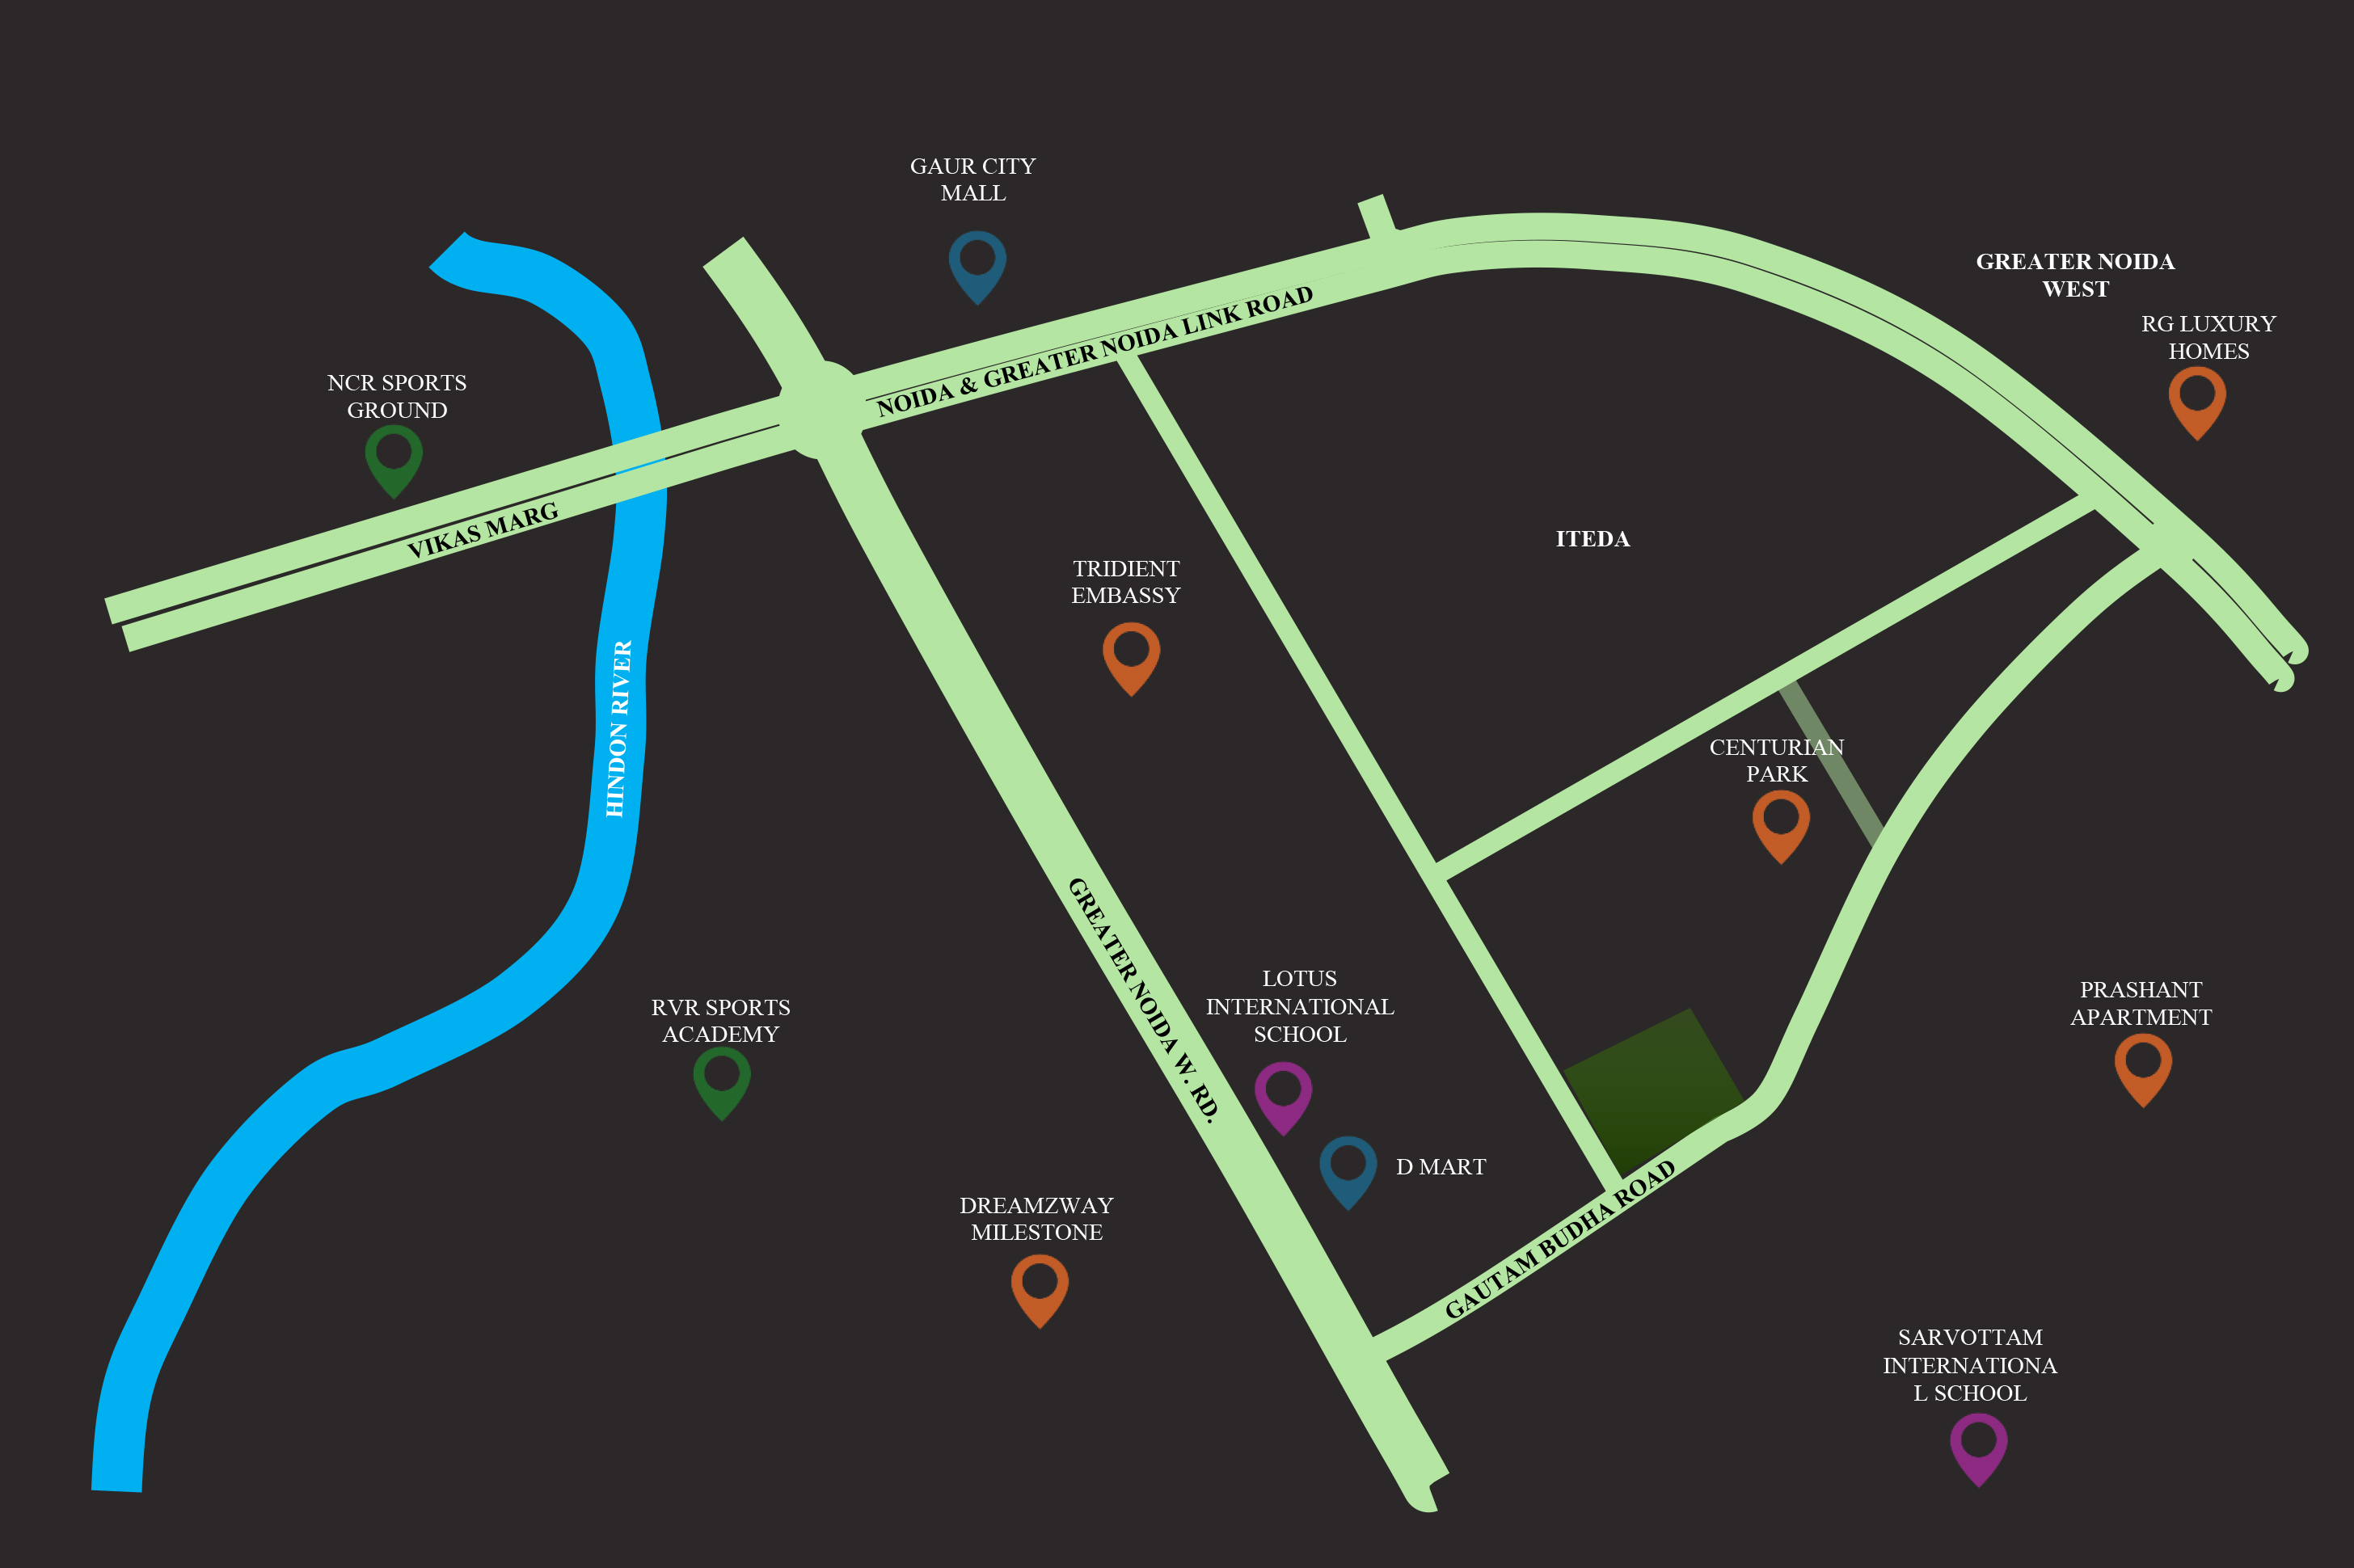 GAUR CITY
MALL
GREATER NOIDA
WEST
RG LUXURY
HOMES
NOIDA & GREATER NOIDA LINK ROAD
NCR SPORTS
GROUND
VIKAS MARG
ITEDA
TRIDIENT
EMBASSY
HINDON RIVER
CENTURIAN
PARK
GREATER NOIDA W. RD.
LOTUS
INTERNATIONAL
SCHOOL
PRASHANT
APARTMENT
RVR SPORTS
ACADEMY
D MART
DREAMZWAY
MILESTONE
GAUTAM BUDHA ROAD
SARVOTTAM
INTERNATIONA
L SCHOOL